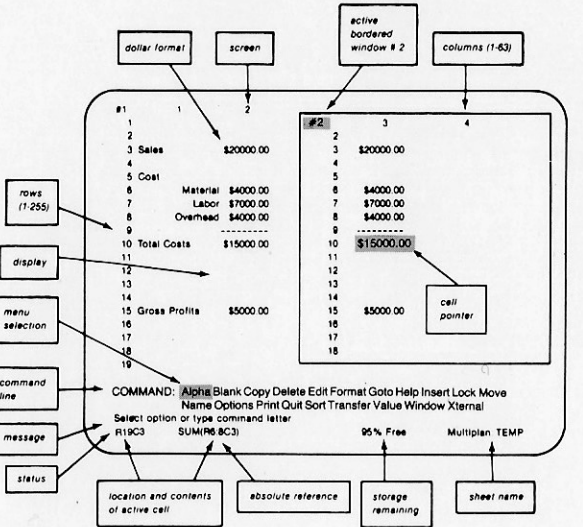 dollar format
screen
active
bordered
window # 2
columns (1-63)
#1 1 2
1
2
3 Sales $20000.00
4
5 Cost
6 Material $4000.00
7 Labor $7000.00
8 Overhead $4000.00
9 ---------
10 Total Costs $15000.00
11
12
13
14
15 Gross Profits $5000.00
16
17
18
19
#2 3 4
2
3 $20000.00
4
5
6 $4000.00
7 $7000.00
8 $4000.00
9 ---------
10 $15000.00
11
12
13
14
15 $5000.00
16
17
18
rows
(1-255)
display
menu
selection
cell
pointer
command
line
message
status
COMMAND: Alpha Blank Copy Delete Edit Format Goto Help Insert Lock Move
Name Options Print Quit Sort Transfer Value Window Xternal
Select option or type command letter
R19C3 SUM(R6:8C3) 95% Free Multiplan TEMP
location and contents
of active cell
absolute reference
storage
remaining
sheet name